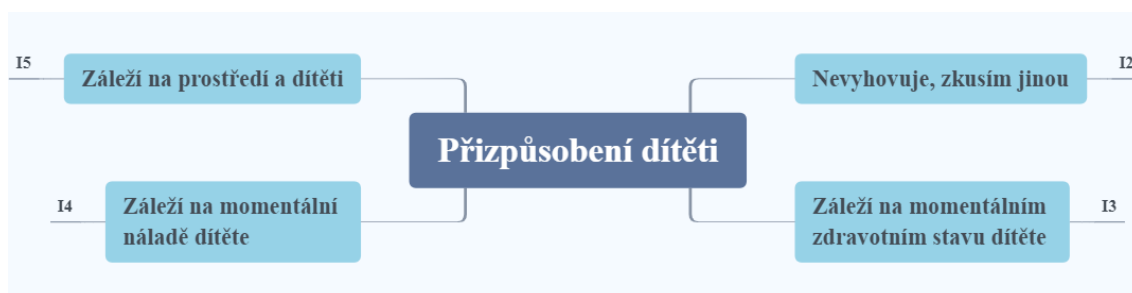 I5
Záleží na prostředí a dítěti
Nevyhovuje, zkusím jinou
I2
Přizpůsobení dítěti
I4
Záleží na momentální
náladě dítěte
Záleží na momentálním
zdravotním stavu dítěte
I3